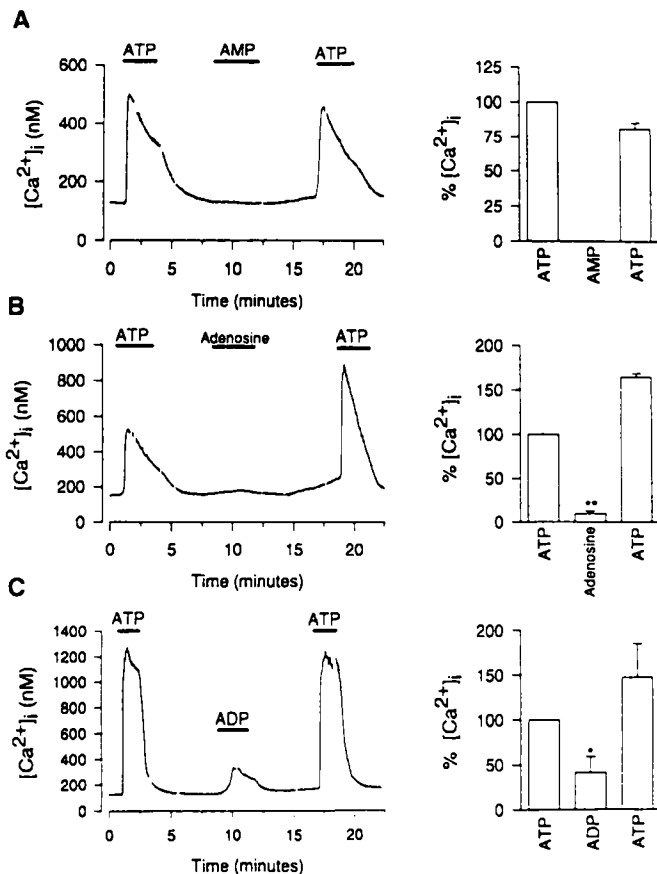 A
ATP AMP ATP
[Ca2+]i (nM)
600
400
200
0
0 5 10 15 20
Time (minutes)
% [Ca2+]i
125
100
75
50
25
0
ATP
AMP
ATP
B
ATP Adenosine ATP
[Ca2+]i (nM)
1000
800
600
400
200
0
0 5 10 15 20
Time (minutes)
% [Ca2+]i
200
150
100
50
0
**
ATP
Adenosine
ATP
C
ATP ADP ATP
[Ca2+]i (nM)
1400
1200
1000
800
600
400
200
0
0 5 10 15 20
Time (minutes)
% [Ca2+]i
200
150
100
50
0
*
ATP
ADP
ATP